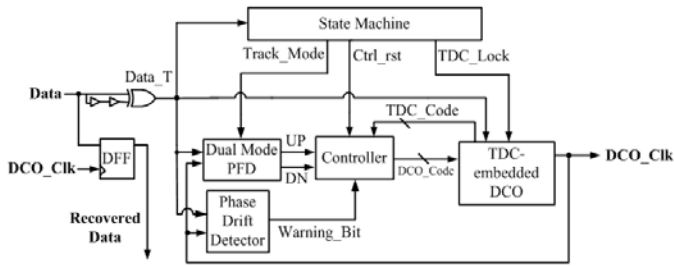 State Machine
Track_Mode
Ctrl_rst
TDC_Lock
Data_T
Data
TDC_Code
DCO_Clk
DFF
Dual Mode
PFD
UP
DN
Controller
DCO_Code
TDC-
embedded
DCO
DCO_Clk
Recovered
Data
Phase
Drift
Detector
Warning_Bit